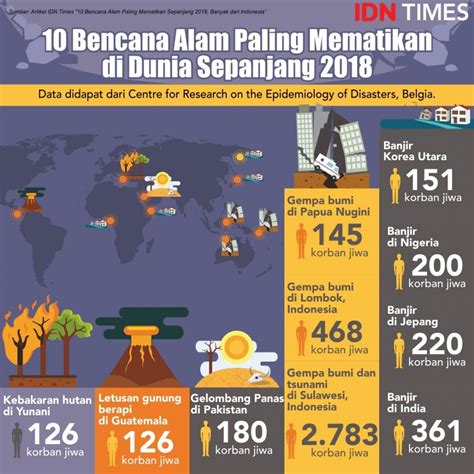 Sumber: Artikel IDN Times "10 Bencana Alam Paling Mematikan Sepanjang 2018, Banyak dari Indonesia"
IDN TIMES
10 Bencana Alam Paling Mematikan
di Dunia Sepanjang 2018
Data didapat dari Centre for Research on the Epidemiology of Disasters, Belgia.
Kebakaran hutan
di Yunani
126
korban jiwa
Letusan gunung
berapi
di Guatemala
126
korban jiwa
Gelombang Panas
di Pakistan
180
korban jiwa
Gempa bumi
di Papua Nugini
145
korban jiwa
Gempa bumi
di Lombok,
Indonesia
468
korban jiwa
Gempa bumi dan
tsunami
di Sulawesi,
Indonesia
2.783
korban jiwa
Banjir
Korea Utara
151
korban jiwa
Banjir
di Nigeria
200
korban jiwa
Banjir
di Jepang
220
korban jiwa
Banjir
di India
361
korban jiwa